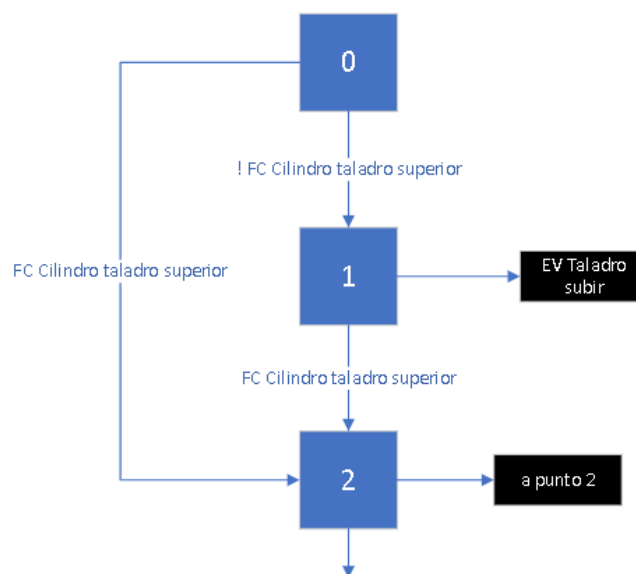 0
! FC Cilindro taladro superior
FC Cilindro taladro superior
1
EV Taladro
subir
FC Cilindro taladro superior
2
a punto 2